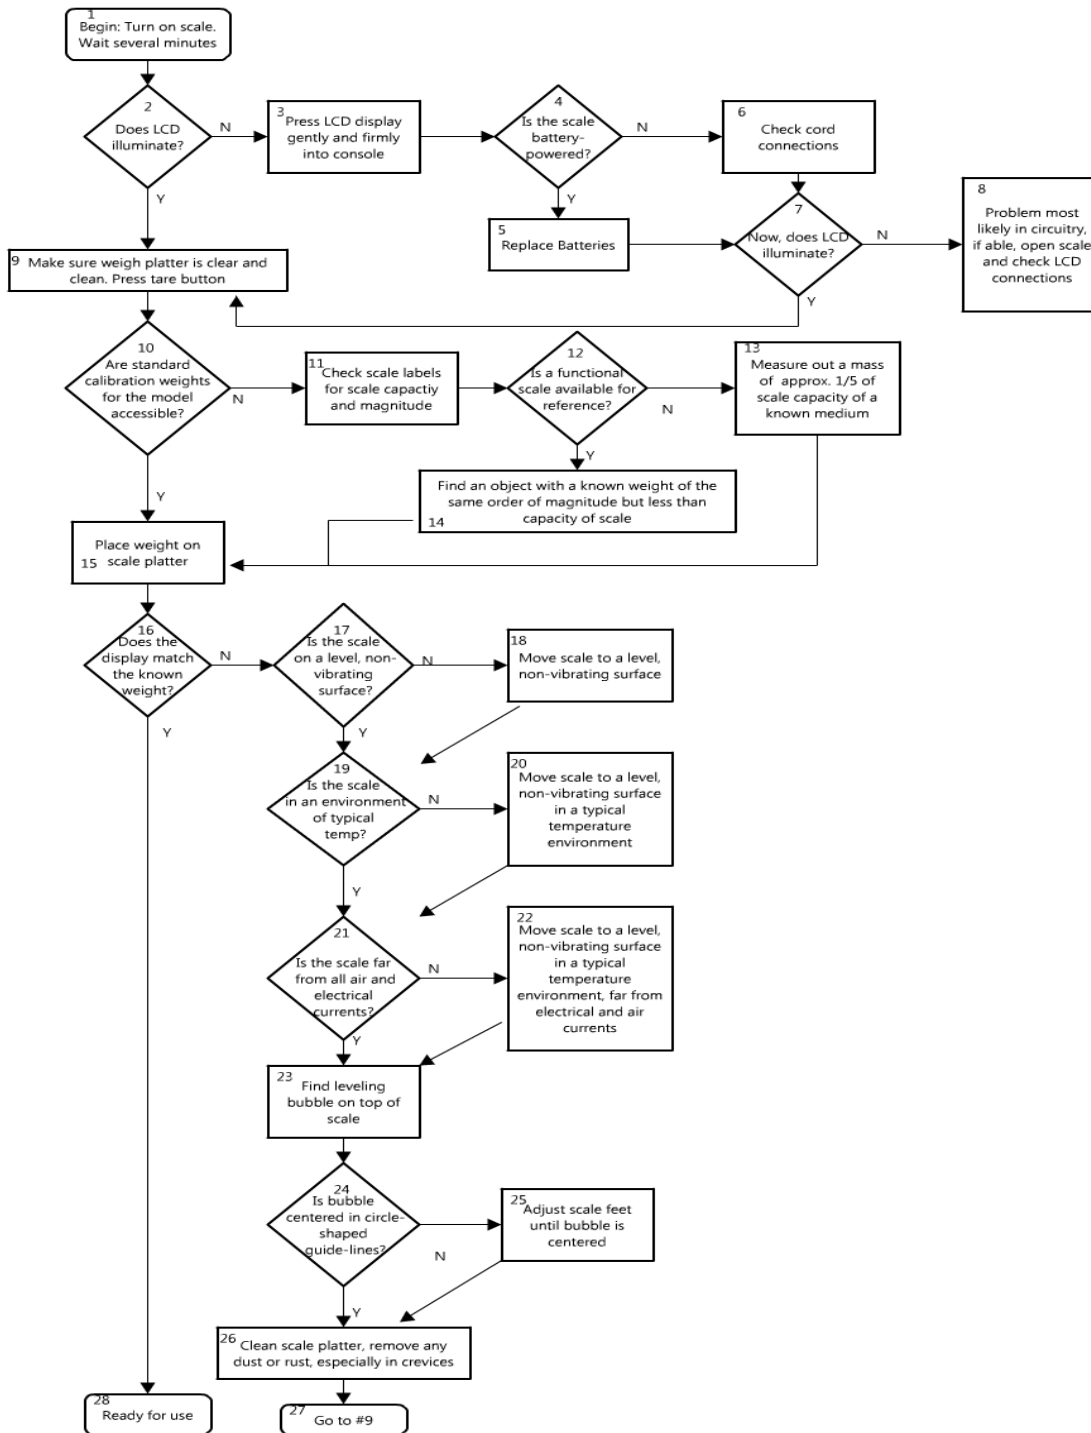 1
Begin: Turn on scale.
Wait several minutes
2
Does LCD
illuminate?
N
Y
3
Press LCD display
gently and firmly
into console
4
Is the scale
battery-
powered?
N
Y
6
Check cord
connections
5
Replace Batteries
7
Now, does LCD
illuminate?
N
Y
8
Problem most
likely in circuitry,
if able, open scale
and check LCD
connections
9
Make sure weigh platter is clear and
clean. Press tare button
10
Are standard
calibration weights
for the model
accessible?
N
Y
11
Check scale labels
for scale capactiy
and magnitude
12
Is a functional
scale available for
reference?
N
Y
13
Measure out a mass
of approx. 1/5 of
scale capacity of a
known medium
14
Find an object with a known weight of the
same order of magnitude but less than
capacity of scale
15
Place weight on
scale platter
16
Does the
display match
the known
weight?
N
Y
17
Is the scale
on a level, non-
vibrating
surface?
N
Y
18
Move scale to a level,
non-vibrating surface
19
Is the scale
in an environment
of typical
temp?
N
Y
20
Move scale to a level,
non-vibrating surface
in a typical
temperature
environment
21
Is the scale far
from all air and
electrical
currents?
N
Y
22
Move scale to a level,
non-vibrating surface
in a typical
temperature
environment, far from
electrical and air
currents
23
Find leveling
bubble on top of
scale
24
Is bubble
centered in circle-
shaped
guide-lines?
N
Y
25
Adjust scale feet
until bubble is
centered
26
Clean scale platter, remove any
dust or rust, especially in crevices
28
Ready for use
27
Go to #9